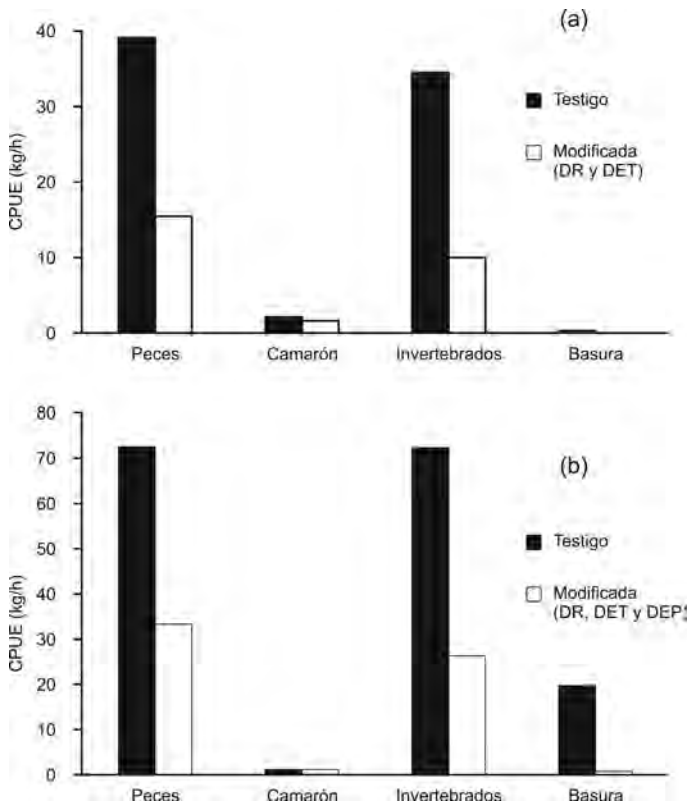 (a)
40
30
20
10
0
CPUE (kg/h)
Testigo
Modificada
(DR y DET)
Peces Camarón Invertebrados Basura
(b)
80
70
60
50
40
30
20
10
0
CPUE (kg/h)
Testigo
Modificada
(DR, DET y DEP)
Peces Camarón Invertebrados Basura